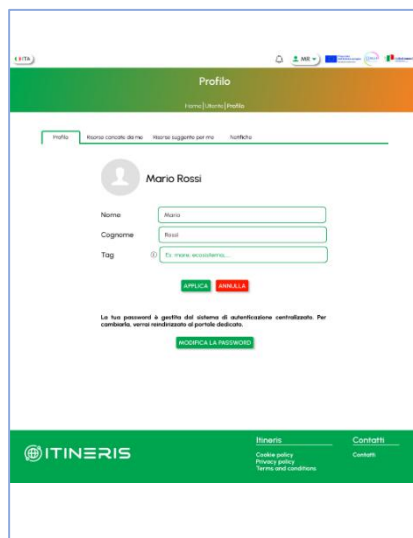 MR
Profilo
Home | Utente | Profilo
Profilo
Risorse caricate da me
Risorse suggerite per me
Notifiche
Mario Rossi
Nome
Mario
Cognome
Rossi
Tag
Es. mare, ecosistema,...
APPLICA
ANNULLA
La tua password è gestita dal sistema di autenticazione centralizzato. Per
cambiarla, verrai reindirizzato al portale dedicato.
MODIFICA LA PASSWORD
ITINERIS
Itineris
Cookie policy
Privacy policy
Terms and conditions
Contatti
Contatti